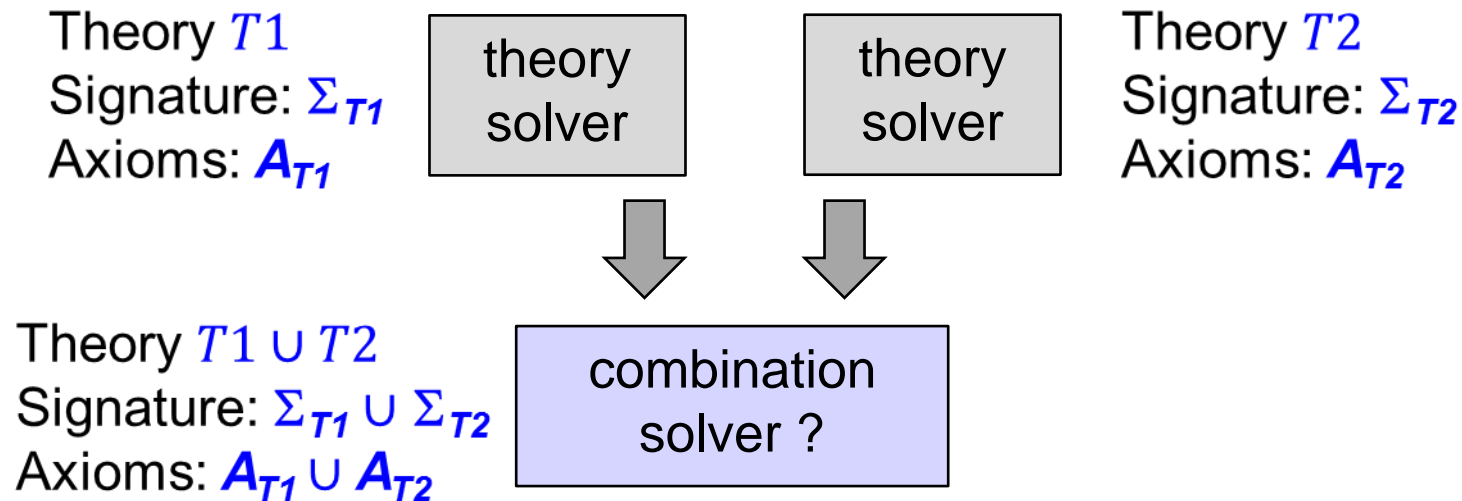 Theory T1
Signature: Σ_T1
Axioms: A_T1
theory
solver
theory
solver
Theory T2
Signature: Σ_T2
Axioms: A_T2
Theory T1 ∪ T2
Signature: Σ_T1 ∪ Σ_T2
Axioms: A_T1 ∪ A_T2
combination
solver ?